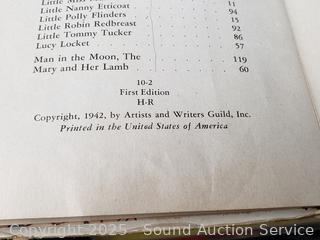 Little Nanny Etticoat . 11
Little Polly Flinders . 94
Little Robin Redbreast . 15
Little Tommy Tucker . 92
Lucy Locket . 86
57
Man in the Moon, The 119
Mary and Her Lamb . 60
10-2
First Edition
H-R
Copyright, 1942, by Artists and Writers Guild, Inc.
Printed in the United States of America
Copyright 2025 - Sound Auction Service